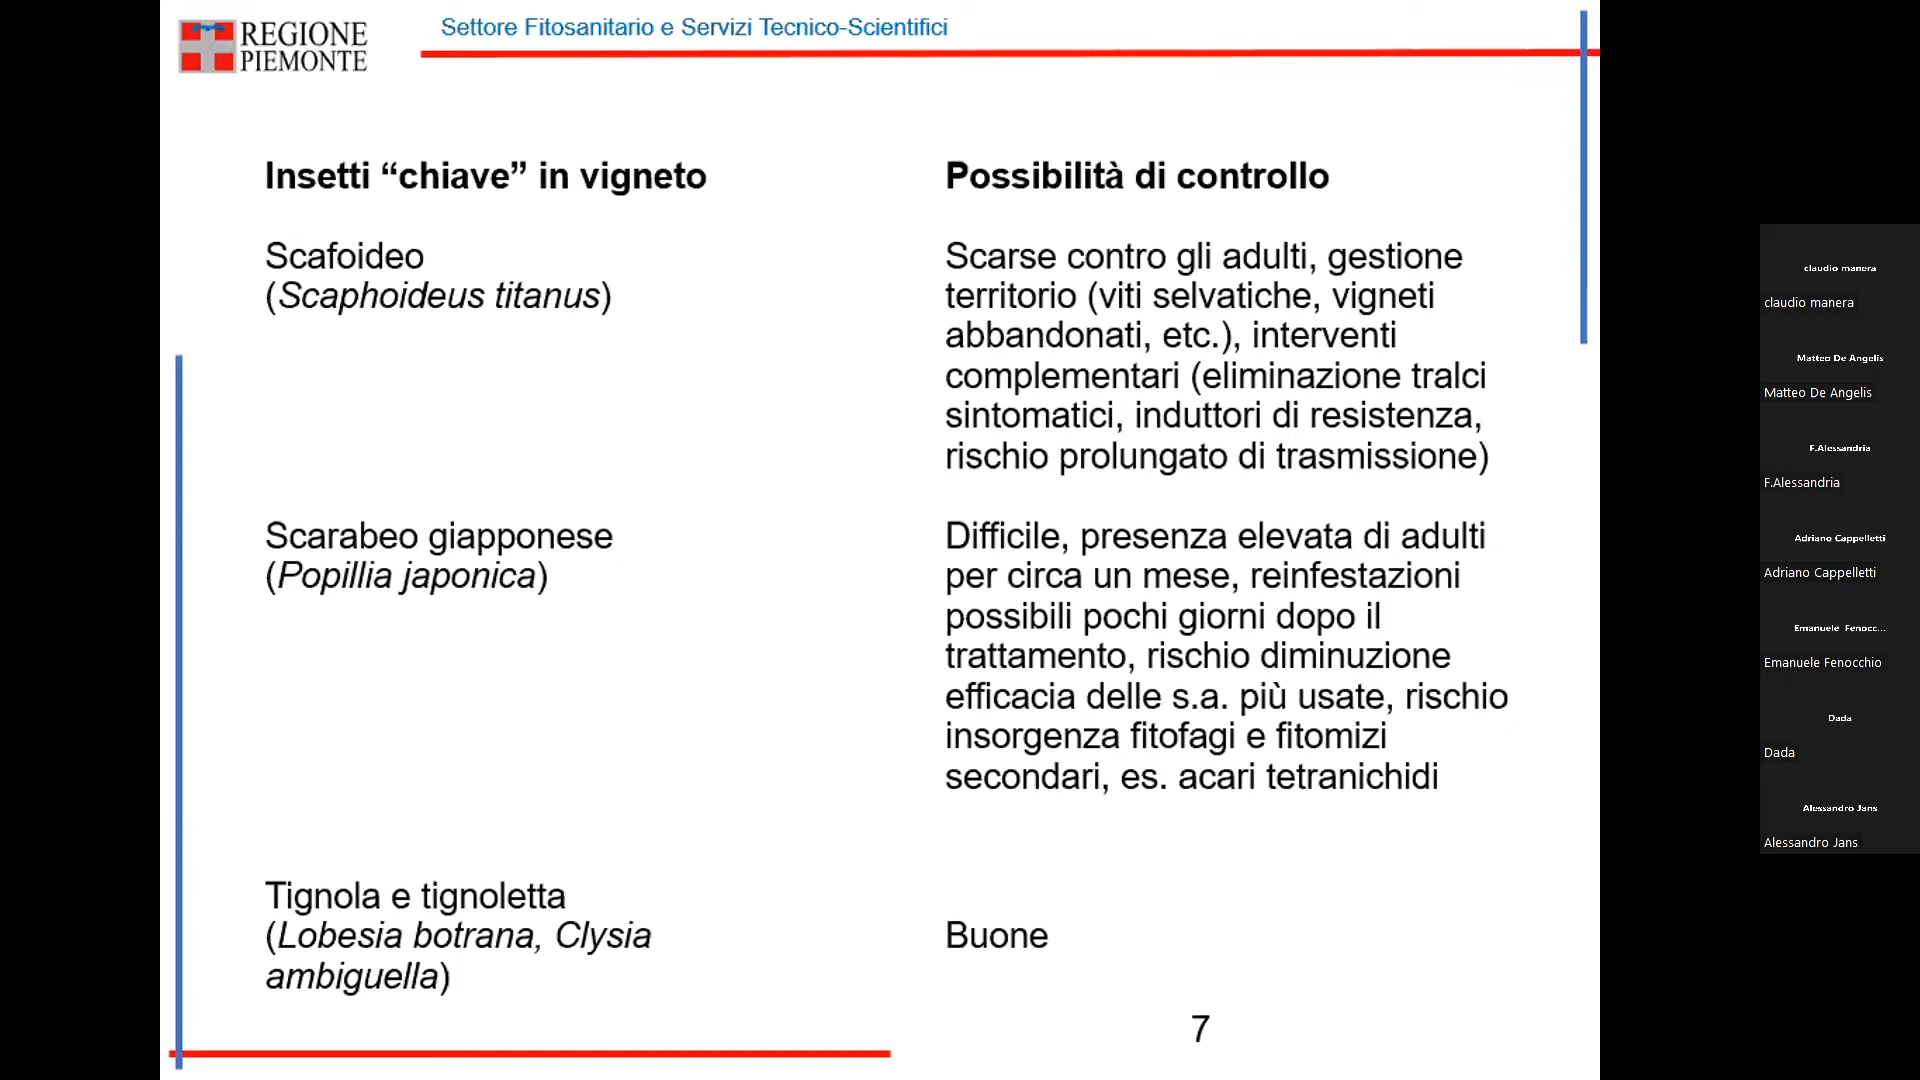 REGIONE
PIEMONTE
Settore Fitosanitario e Servizi Tecnico-Scientifici
Insetti “chiave” in vigneto
Possibilità di controllo
Scafoideo
(Scaphoideus titanus)
Scarse contro gli adulti, gestione
territorio (viti selvatiche, vigneti
abbandonati, etc.), interventi
complementari (eliminazione tralci
sintomatici, induttori di resistenza,
rischio prolungato di trasmissione)
Scarabeo giapponese
(Popillia japonica)
Difficile, presenza elevata di adulti
per circa un mese, reinfestazioni
possibili pochi giorni dopo il
trattamento, rischio diminuzione
efficacia delle s.a. più usate, rischio
insorgenza fitofagi e fitomizi
secondari, es. acari tetranichidi
Tignola e tignoletta
(Lobesia botrana, Clysia
ambiguella)
Buone
7
claudio manera
claudio manera
Matteo De Angelis
Matteo De Angelis
F.Alessandria
F.Alessandria
Adriano Cappelletti
Adriano Cappelletti
Emanuele Fenocc...
Emanuele Fenocchio
Dada
Dada
Alessandro Jans
Alessandro Jans